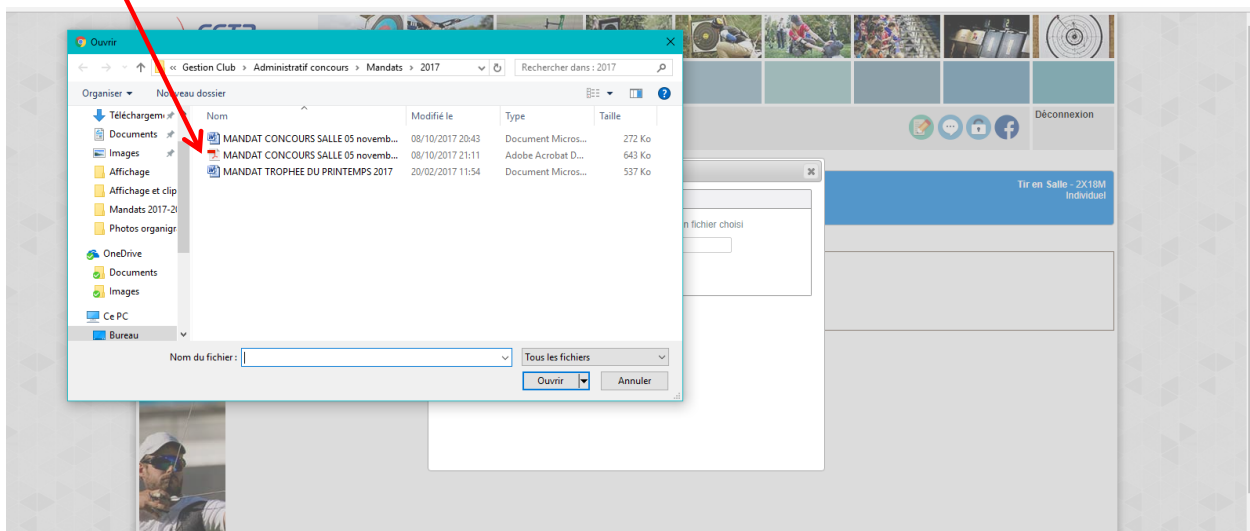 Ouvrir
« Gestion Club > Administratif concours > Mandats > 2017
Rechercher dans : 2017
Organiser
Nouveau dossier
Nom Modifié le Type Taille
Documents
Images
Affichage
Affichage et clip
Mandats 2017-20
Photos organigr
OneDrive
Documents
Images
Ce PC
Bureau
MANDAT CONCOURS SALLE 05 novemb... 08/10/2017 20:43 Document Micros... 272 Ko
MANDAT CONCOURS SALLE 05 novemb... 08/10/2017 21:11 Adobe Acrobat D... 643 Ko
MANDAT TROPHEE DU PRINTEMPS 2017 20/02/2017 11:54 Document Micros... 537 Ko
Nom du fichier :
Tous les fichiers
Ouvrir Annuler
Déconnexion
Tir en Salle - 2X18M
Individuel
n fichier choisi